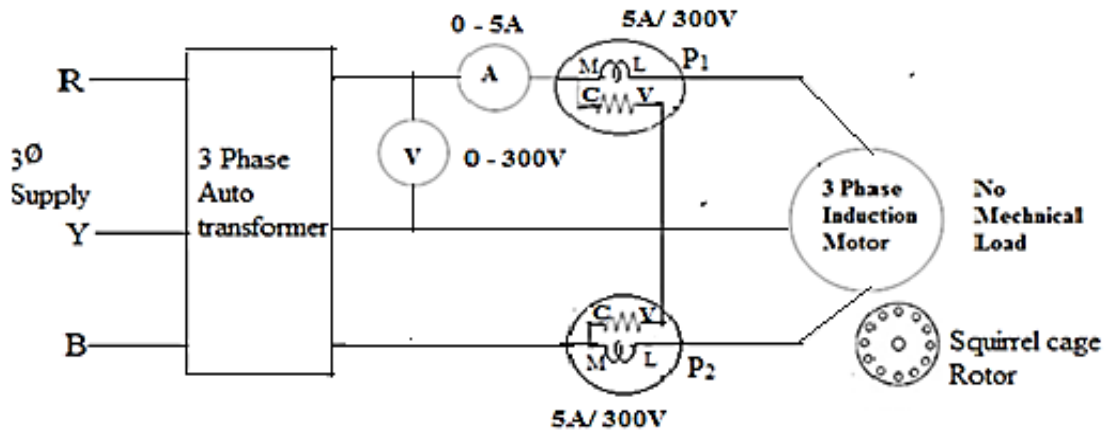 0 - 5A
5A/ 300V
R
A
M L
P1
C V
3Ø
Supply
3 Phase
Auto
transformer
V
0 - 300V
3 Phase
Induction
Motor
No
Mechnical
Load
Y
C V
B
M L
P2
Squirrel cage
Rotor
5A/ 300V